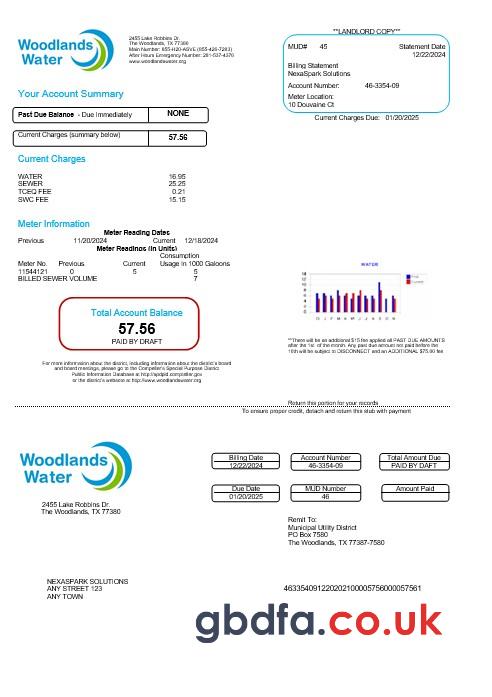 **LANDLORD COPY**
Woodlands
Water
2455 Lake Robbins Dr.
The Woodlands, TX 77380
Main Number: 855-H20-ASVE (855-426-7283)
After Hours Emergency Number: 281-537-4370
www.woodlandswater.org
MUD# 45 Statement Date
12/22/2024
Billing Statement
NexaSpark Solutions
Account Number: 46-3354-09
Meter Location:
10 Douvaine Ct
Current Charges Due: 01/20/2025
Your Account Summary
Past Due Balance - Due Immediately NONE
Current Charges (summary below) 57.56
Current Charges
WATER 16.95
SEWER 25.25
TCEQ FEE 0.21
SWC FEE 15.15
Meter Information
Meter Reading Dates
Previous 11/20/2024 Current 12/18/2024
Meter Readings (In Units)
Consumption
Meter No. Previous Current Usage In 1000 Galoons
11544121 0 5 5
BILLED SEWER VOLUME 7
WATER
Total Account Balance
57.56
PAID BY DRAFT
**There will be an additional $15 fee applied all PAST DUE AMOUNTS
after the 1st of the month. Any past due amount not paid before the
16th will be subject to DISCONNECT and an ADDITIONAL $75.00 fee
For more information about the district, including information about the district's board
and board meetings, please go to the Comptroller's Special Purpose District
Public Information Database at
or the district's website at http://www.woodlandswater.org
Return this portion for your records
To ensure proper credit, detach and return this stub with payment
Woodlands
Water
2455 Lake Robbins Dr.
The Woodlands, TX 77380
Billing Date Account Number Total Amount Due
12/22/2024 46-3354-09 PAID BY DAFT
Due Date MUD Number Amount Paid
01/20/2025 46
Remit To:
Municipal Utility District
PO Box 7580
The Woodlands, TX 77387-7580
NEXASPARK SOLUTIONS
ANY STREET 123
ANY TOWN
4633540912202021000057560000​57561
gbdfa.co.uk